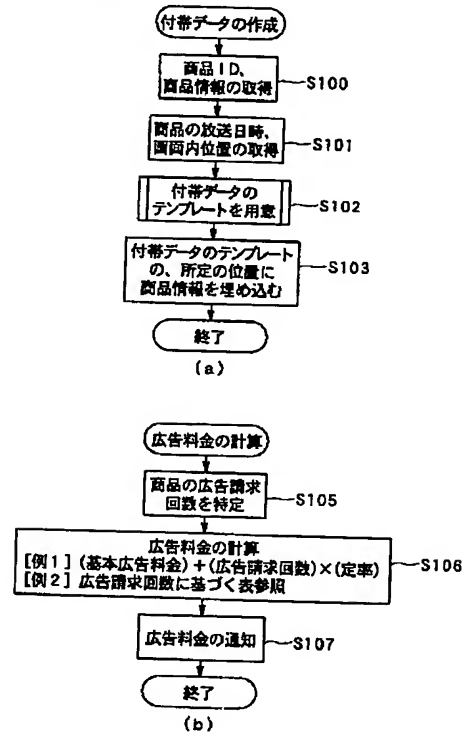 付帯データの作成
商品ID、
商品情報の取得
S100
商品の放送日時、
画面内位置の取得
S101
付帯データの
テンプレートを用意
S102
付帯データのテンプレート
の、所定の位置に
商品情報を埋め込む
S103
終了
(a)
広告料金の計算
商品の広告請求
回数を特定
S105
広告料金の計算
[例1](基本広告料金)+(広告請求回数)×(定率)
[例2]広告請求回数に基づく表参照
S106
広告料金の通知
S107
終了
(b)